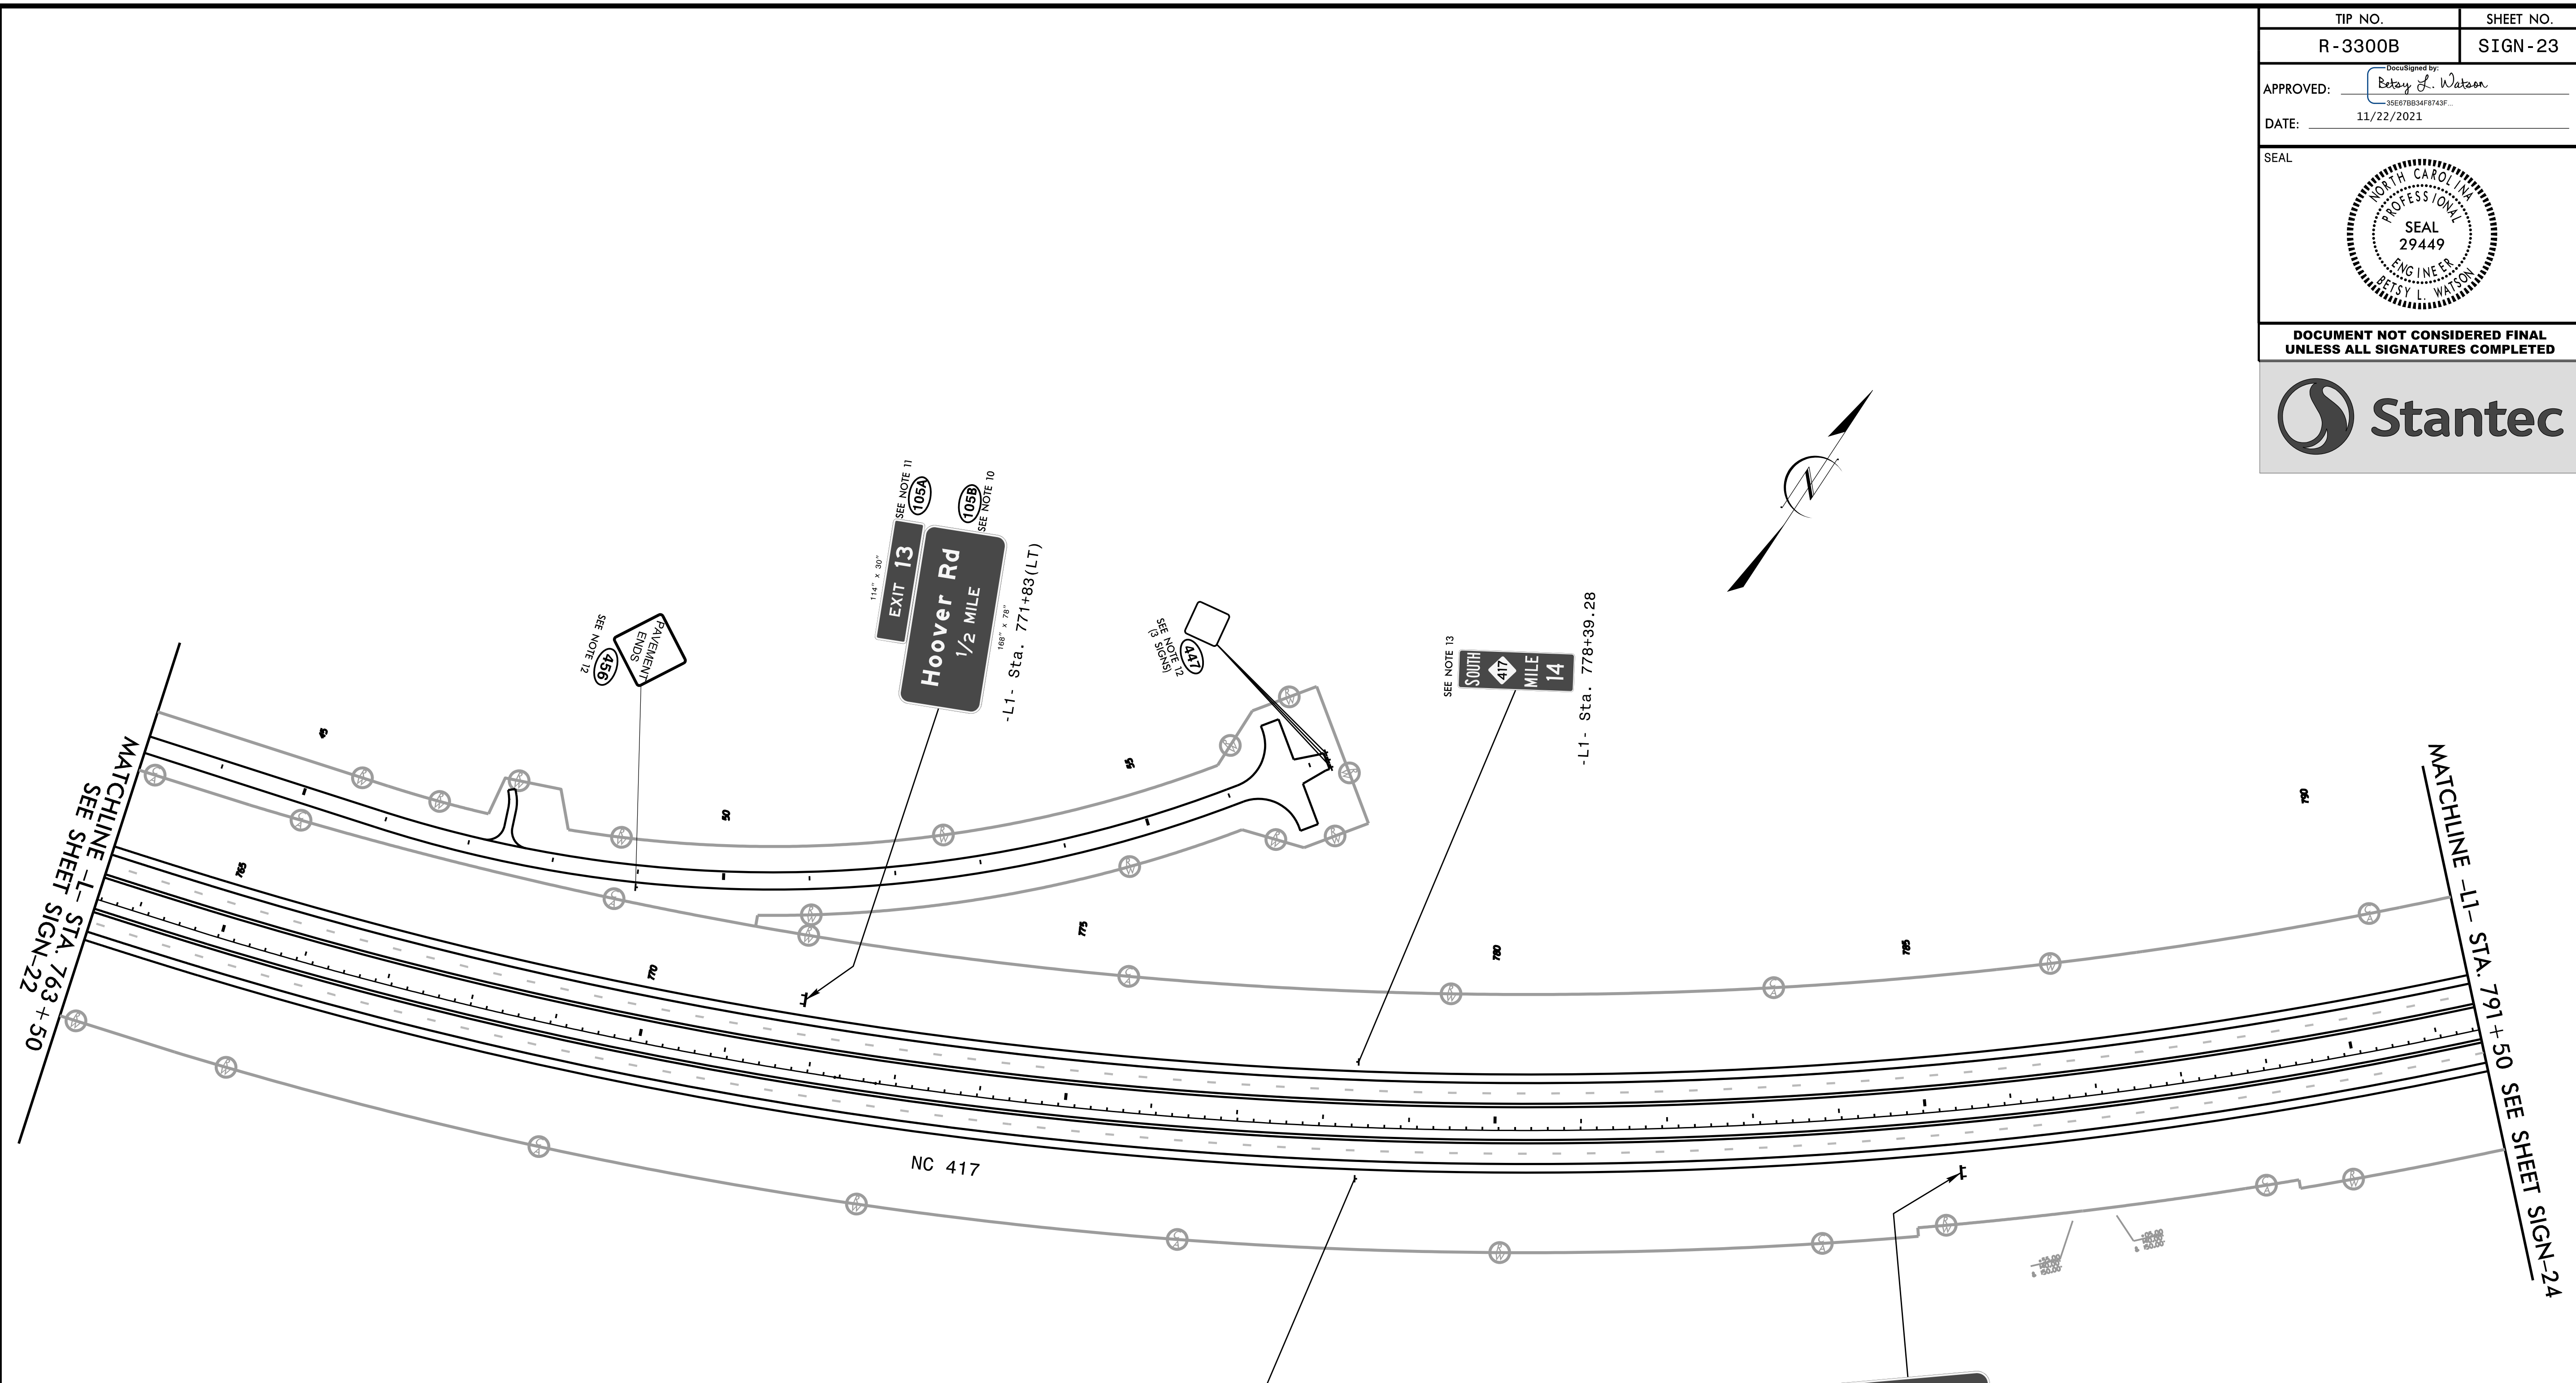 TIP NO.
SHEET NO.
R-3300B
SIGN-23
DocuSigned by:
APPROVED:
Betsy L. Watson
35E67BB34F8743F...
DATE:
11/22/2021
SEAL
NORTH CAROLINA
PROFESSIONAL
SEAL
29449
ENGINEER
BETSY L. WATSON
DOCUMENT NOT CONSIDERED FINAL
UNLESS ALL SIGNATURES COMPLETED
Stantec
N
SEE NOTE 11
105A
105B
SEE NOTE 10
114" x 30"
EXIT 13
Hoover Rd
1/2 MILE
168" x 78"
-L1- Sta. 771+83(LT)
SEE NOTE 12
456
PAVEMENT
ENDS
SEE NOTE 12
(3 SIGNS)
447
SEE NOTE 13
SOUTH
417
MILE
14
-L1- Sta. 778+39.28
MATCHLINE -L- STA. 763+50
SEE SHEET SIGN-22
MATCHLINE -L1- STA. 791+50 SEE SHEET SIGN-24
45
50
55
765
770
775
780
785
790
NC 417